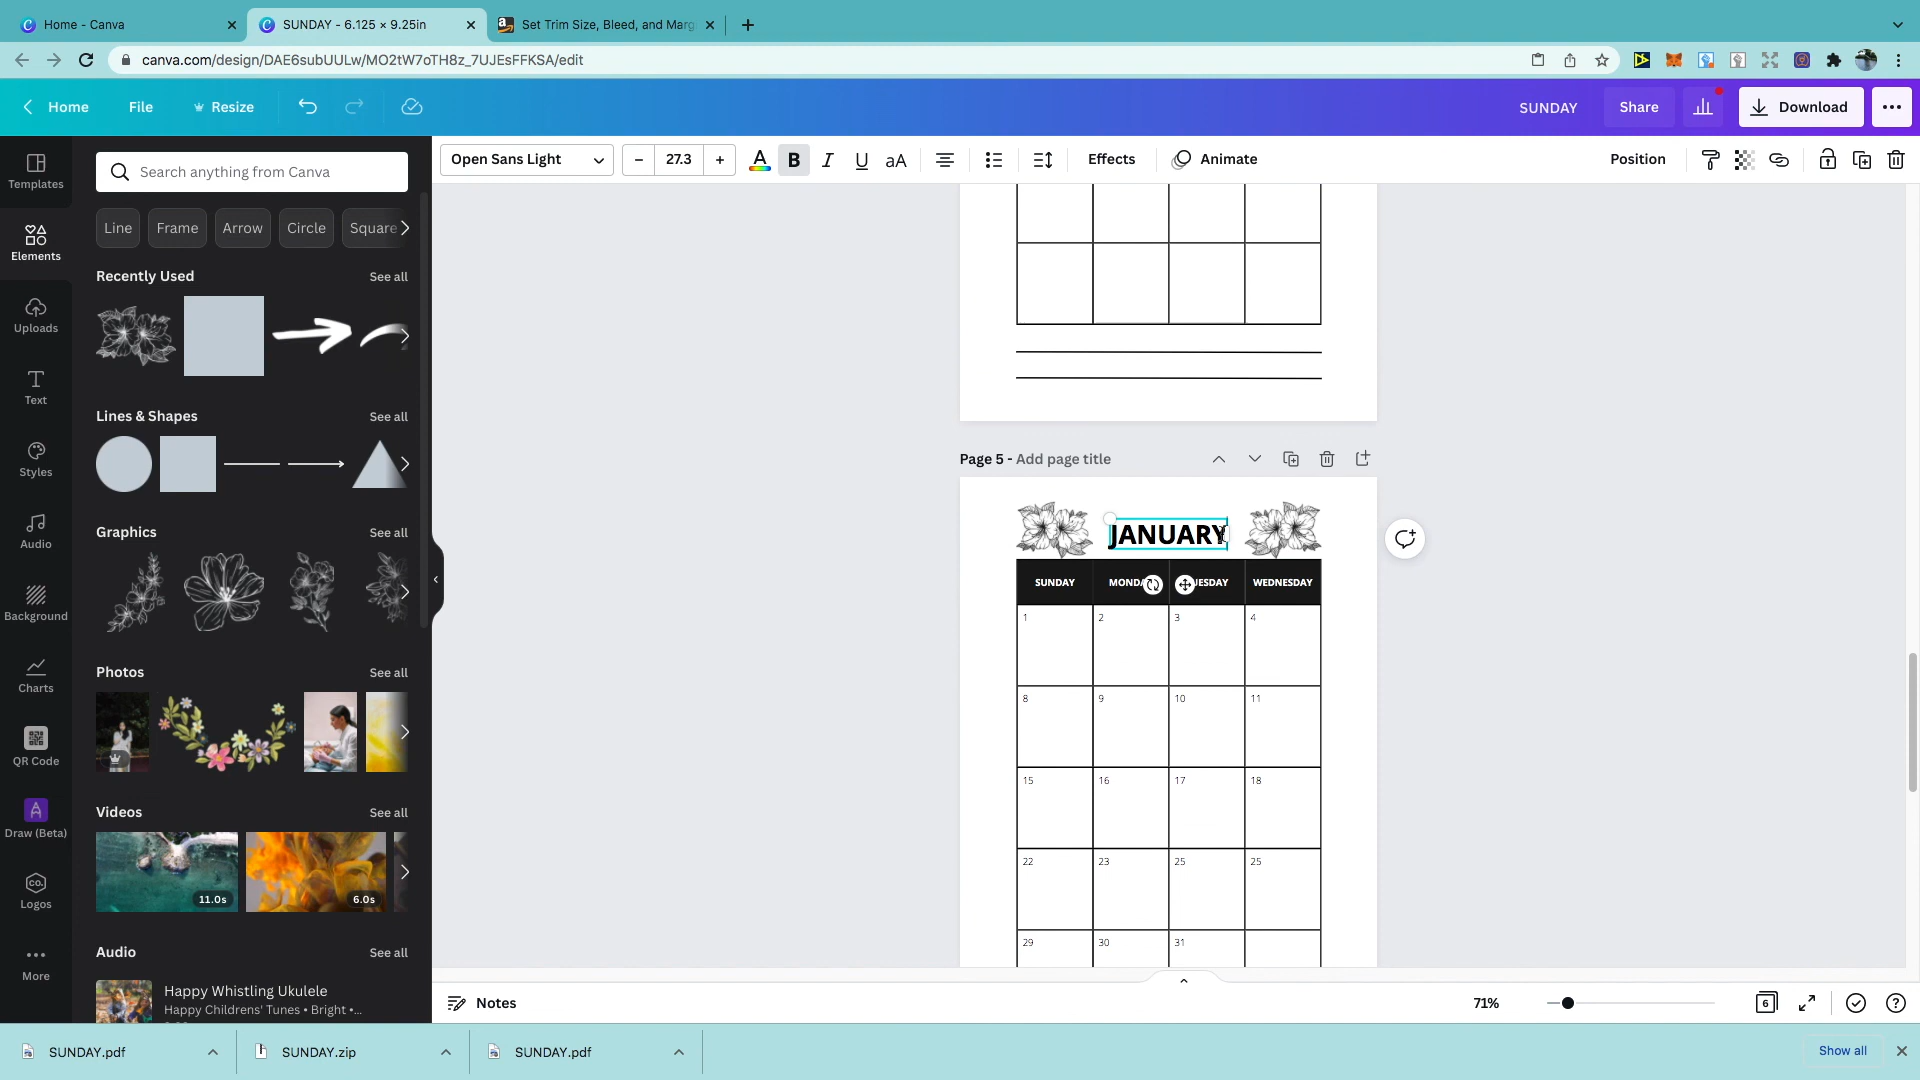 Home - Canva
SUNDAY - 6.125 × 9.25in
Set Trim Size, Bleed, and Marg
canva.com/design/DAE6subUULw/MO2tW7oTH8z_7UJEsFFKSA/edit
Home
File
Resize
SUNDAY
Share
Download
Templates
Elements
Uploads
Text
Styles
Audio
Background
Charts
QR Code
Draw (Beta)
Logos
More
Search anything from Canva
Line
Frame
Arrow
Circle
Square
Recently Used
See all
Lines & Shapes
See all
Graphics
See all
Photos
See all
Videos
See all
11.0s
6.0s
Audio
See all
Happy Whistling Ukulele
Happy Childrens' Tunes • Bright •...
Open Sans Light
27.3
A
B
I
U
aA
Effects
Animate
Position
Page 5 - Add page title
JANUARY
SUNDAY
WEDNESDAY
1
2
3
4
8
9
10
11
15
16
17
18
22
23
25
25
29
30
31
Notes
71%
6
SUNDAY.pdf
SUNDAY.zip
SUNDAY.pdf
Show all